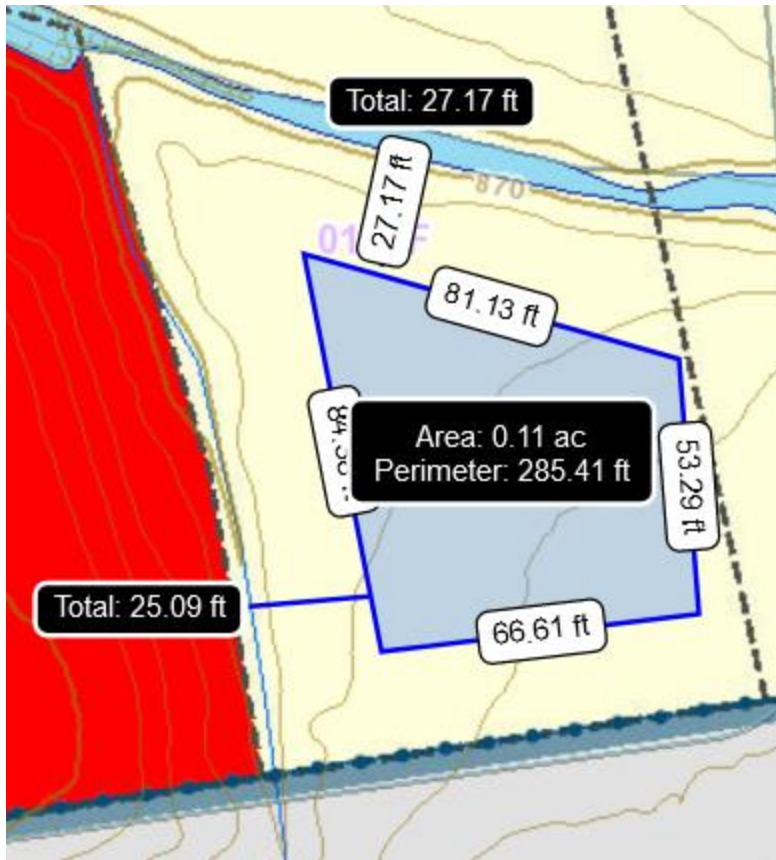 Total: 27.17 ft
27.17 ft
870
81.13 ft
Area: 0.11 ac
Perimeter: 285.41 ft
53.29 ft
Total: 25.09 ft
66.61 ft